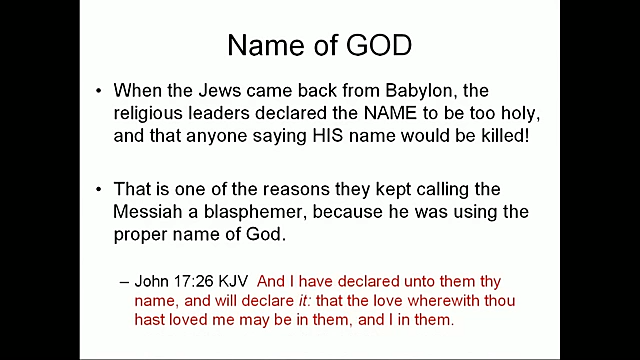 Name of GOD
• When the Jews came back from Babylon, the
religious leaders declared the NAME to be too holy,
and that anyone saying HIS name would be killed!
• That is one of the reasons they kept calling the
Messiah a blasphemer, because he was using the
proper name of God.
– John 17:26 KJV And I have declared unto them thy
name, and will declare it: that the love wherewith thou
hast loved me may be in them, and I in them.